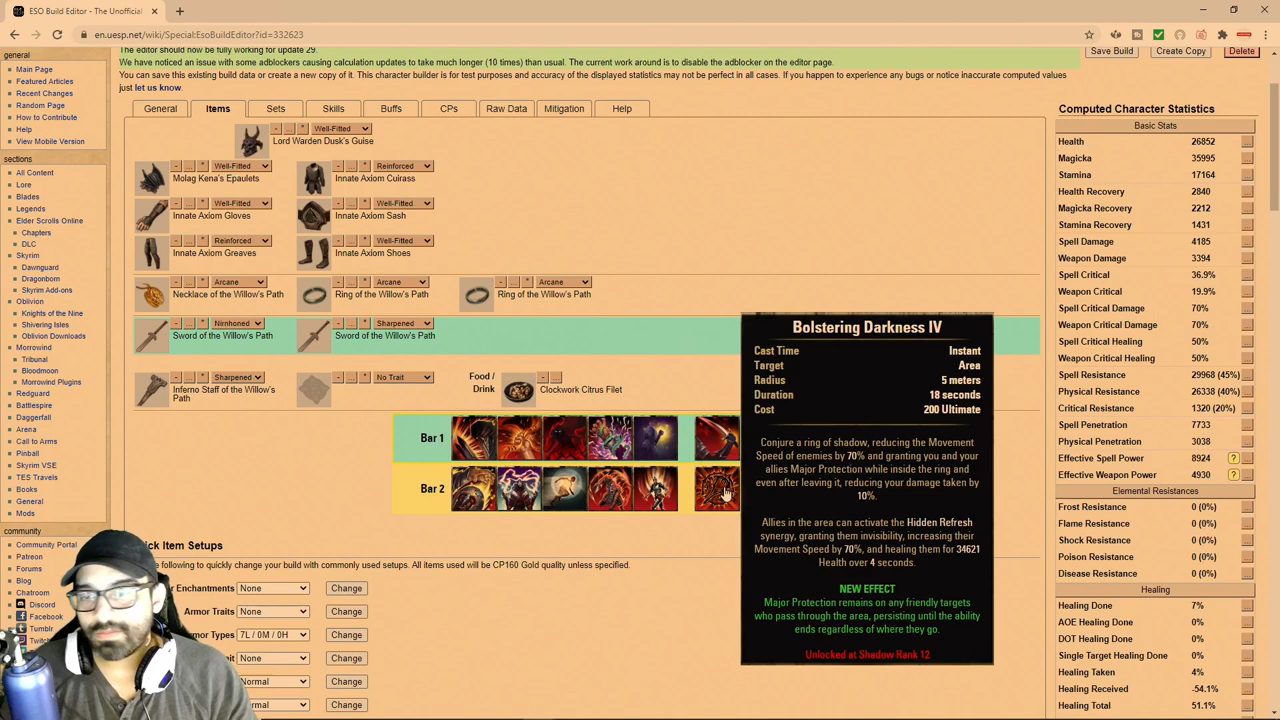 ESO Build Editor - The Unofficial
en.uesp.net/wiki/Special:EsoBuildEditor?id=332623
The editor should now be fully working for update 29.
We have noticed an issue with some adblockers causing calculation updates to take much longer (10 times) than usual. The current work around is to disable the adblocker on the editor page.
You can save this existing build data or create a new copy of it. This character builder is for test purposes and accuracy of the displayed statistics may not be perfect in all cases. If you happen to experience any bugs or notice inaccurate computed values
please let us know.
Save Build Create Copy Delete
general
Main Page
Featured Articles
Recent Changes
Random Page
How to Contribute
Help
View Mobile Version
sections
All Content
Lore
Blades
Legends
Elder Scrolls Online
Chapters
DLC
Skyrim
Dawnguard
Dragonborn
Skyrim Add-ons
Oblivion
Knights of the Nine
Shivering Isles
Oblivion Downloads
Morrowind
Tribunal
Bloodmoon
Morrowind Plugins
Redguard
Battlespire
Daggerfall
Arena
Call to Arms
Pinball
Skyrim VSE
TES Travels
Books
General
Mods
community
Community Portal
Patreon
Forums
Blog
Chatroom
Discord
Facebook
Tumblr
General Items Sets Skills Buffs CPs Raw Data Mitigation Help
- ... * Well-Fitted
Lord Warden Dusk's Guise
- ... * Well-Fitted
Molag Kena's Epaulets
- ... * Reinforced
Innate Axiom Cuirass
- ... * Well-Fitted
Innate Axiom Gloves
- ... * Well-Fitted
Innate Axiom Sash
- ... * Reinforced
Innate Axiom Greaves
- ... * Well-Fitted
Innate Axiom Shoes
- ... * Arcane
Necklace of the Willow's Path
- ... * Arcane
Ring of the Willow's Path
- ... * Arcane
Ring of the Willow's Path
- ... * Nirnhoned
Sword of the Willow's Path
- ... * Sharpened
Sword of the Willow's Path
- ... * Sharpened
Inferno Staff of the Willow's
Path
- ... * No Trait
Food /
Drink
- ...
Clockwork Citrus Filet
Bar 1
Bar 2
Bolstering Darkness IV
Cast Time Instant
Target Area
Radius 5 meters
Duration 18 seconds
Cost 200 Ultimate
Conjure a ring of shadow, reducing the Movement
Speed of enemies by 70% and granting you and your
allies Major Protection while inside the ring and
even after leaving it, reducing your damage taken by
10%.
Allies in the area can activate the Hidden Refresh
synergy, granting them invisibility, increasing their
Movement Speed by 70%, and healing them for 34621
Health over 4 seconds.
NEW EFFECT
Major Protection remains on any friendly targets
who pass through the area, persisting until the ability
ends regardless of where they go.
Unlocked at Shadow Rank 12
Item Setups
following to quickly change your build with commonly used setups. All items used will be CP160 Gold quality unless specified.
Enchantments None Change
Armor Traits None Change
Types 7L / 0M / 0H Change
None Change
Change
Change
Computed Character Statistics
Basic Stats
Health 26852 ...
Magicka 35995 ...
Stamina 17164 ...
Health Recovery 2840 ...
Magicka Recovery 2212 ...
Stamina Recovery 1431 ...
Spell Damage 4185 ...
Weapon Damage 3394 ...
Spell Critical 36.9% ...
Weapon Critical 19.9% ...
Spell Critical Damage 70% ...
Weapon Critical Damage 70% ...
Spell Critical Healing 50% ...
Weapon Critical Healing 50% ...
Spell Resistance 29968 (45%) ...
Physical Resistance 26338 (40%) ...
Critical Resistance 1320 (20%) ...
Spell Penetration 7733 ...
Physical Penetration 3038 ...
Effective Spell Power 8924 ? ...
Effective Weapon Power 4930 ? ...
Elemental Resistances
Frost Resistance 0 (0%) ...
Flame Resistance 0 (0%) ...
Shock Resistance 0 (0%) ...
Poison Resistance 0 (0%) ...
Disease Resistance 0 (0%) ...
Healing
Healing Done 7% ...
AOE Healing Done 0% ...
DOT Healing Done 0% ...
Single Target Healing Done 0% ...
Healing Taken 4% ...
Healing Received -54.1% ...
Healing Total 51.1% ...